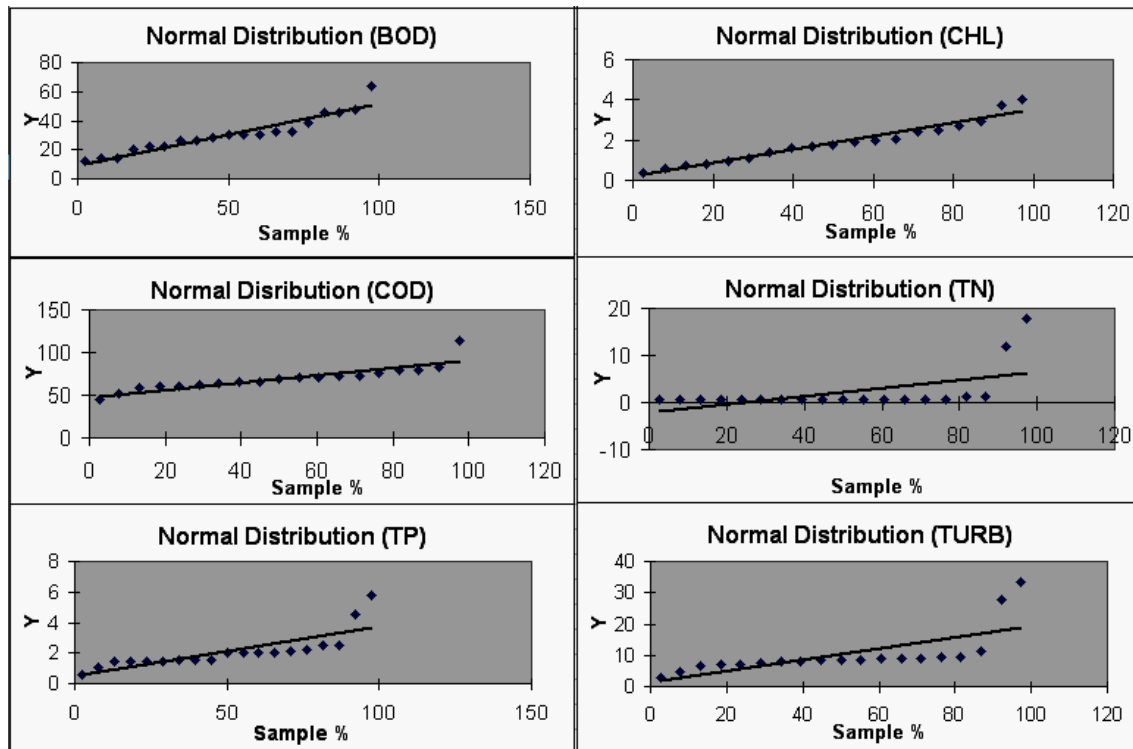 Normal Distribution (BOD)
80
60
40
20
0
Y
0 50 100 150
Sample %
Normal Distribution (CHL)
6
4
2
0
Y
0 20 40 60 80 100 120
Sample %
Normal Disribution (COD)
150
100
50
0
Y
0 20 40 60 80 100 120
Sample %
Normal Distribution (TN)
20
10
0
-10
Y
0 20 40 60 80 100 120
Sample %
Normal Distribution (TP)
8
6
4
2
0
Y
0 50 100 150
Sample %
Normal Distribution (TURB)
40
30
20
10
0
Y
0 20 40 60 80 100 120
Sample %